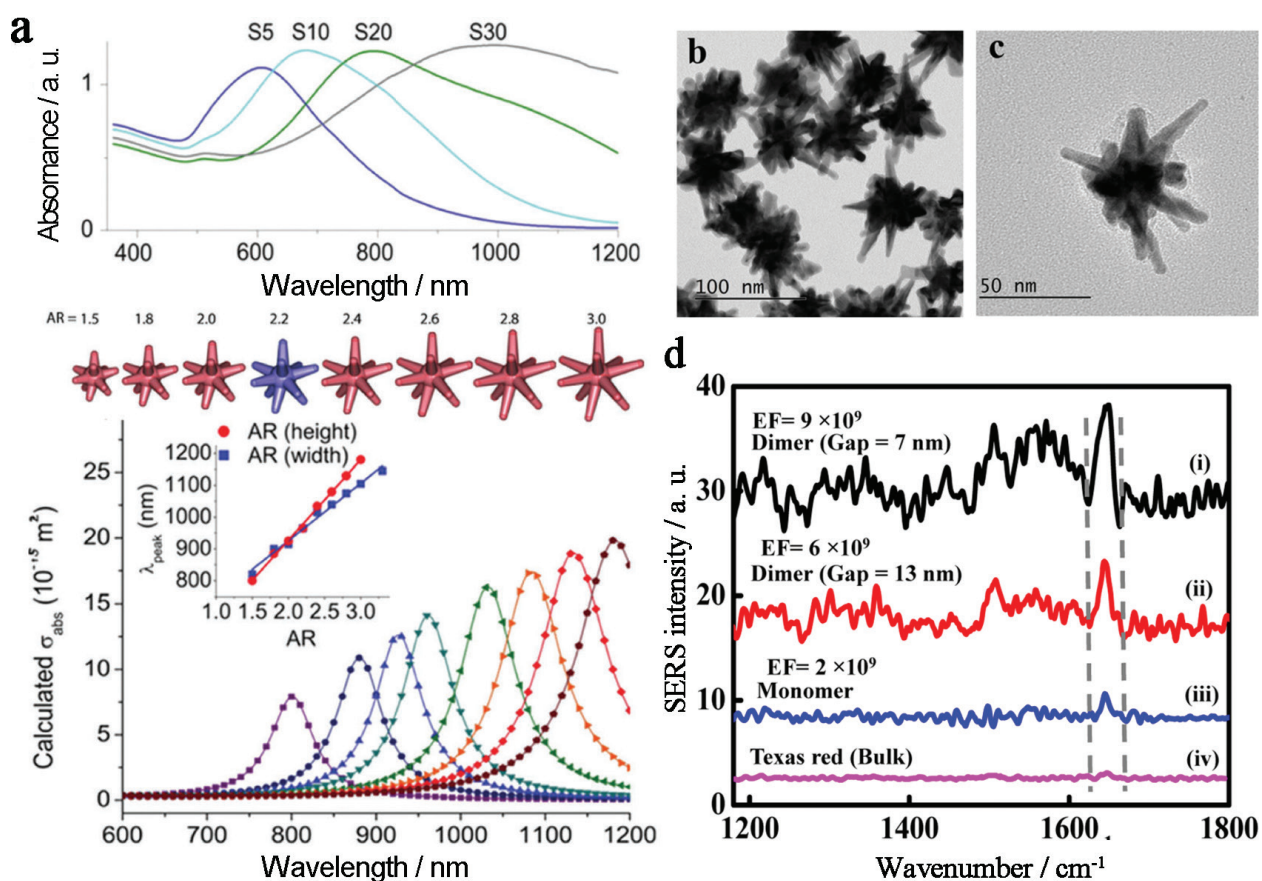 a
S5 S10 S20 S30
Absormance / a. u.
1
0
400 600 800 1000 1200
Wavelength / nm
AR = 1.5 1.8 2.0 2.2 2.4 2.6 2.8 3.0
AR (height)
AR (width)
λpeak (nm)
1200
1100
1000
900
800
1.0 1.5 2.0 2.5 3.0
AR
Calculated σabs (10⁻¹⁵ m²)
25
20
15
10
5
0
600 700 800 900 1000 1100 1200
Wavelength / nm
b
100 nm
c
50 nm
d
SERS intensity / a. u.
40
30
20
10
0
EF= 9 ×10⁹
Dimer (Gap = 7 nm)
(i)
EF= 6 ×10⁹
Dimer (Gap = 13 nm)
(ii)
EF= 2 ×10⁹
Monomer
(iii)
Texas red (Bulk)
(iv)
1200 1400 1600 1800
Wavenumber / cm⁻¹